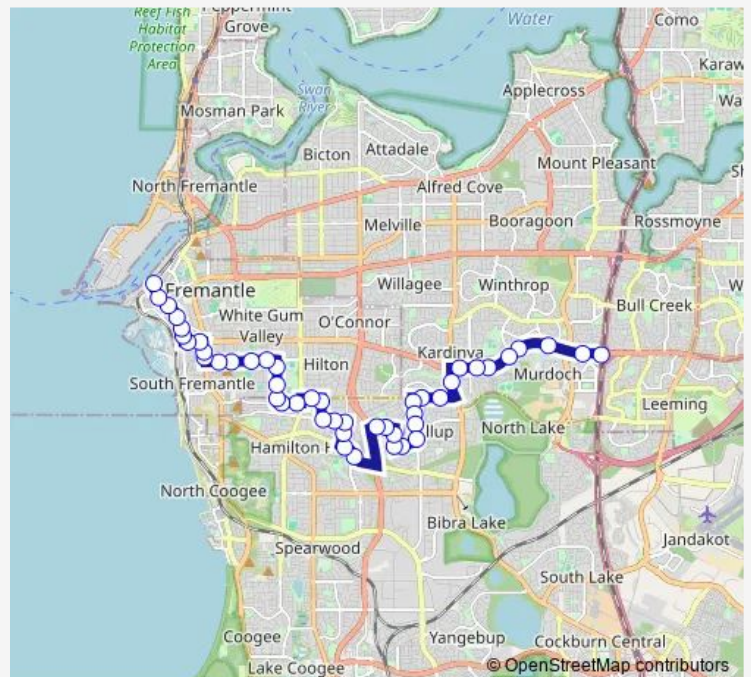 Reef Fish
Habitat
Protection
Area
Peppermint
Grove
Water
Como
Karaw
Swan
River
Applecross
Wa
Mosman Park
Bicton
Attadale
Mount Pleasant
Sh
North Fremantle
Alfred Cove
Melville
Booragoon
Rossmoyne
Fremantle
Willagee
Winthrop
W
Bull Creek
White Gum
Valley
O'Connor
Hilton
Kardinya
Murdoch
South Fremantle
Leeming
North Lake
llup
Hamilton H
North Coogee
Bibra Lake
Jandakot
Spearwood
South Lake
Coogee
Yangebup
Cockburn Central
Lake Coogee
© OpenStreetMap contributors